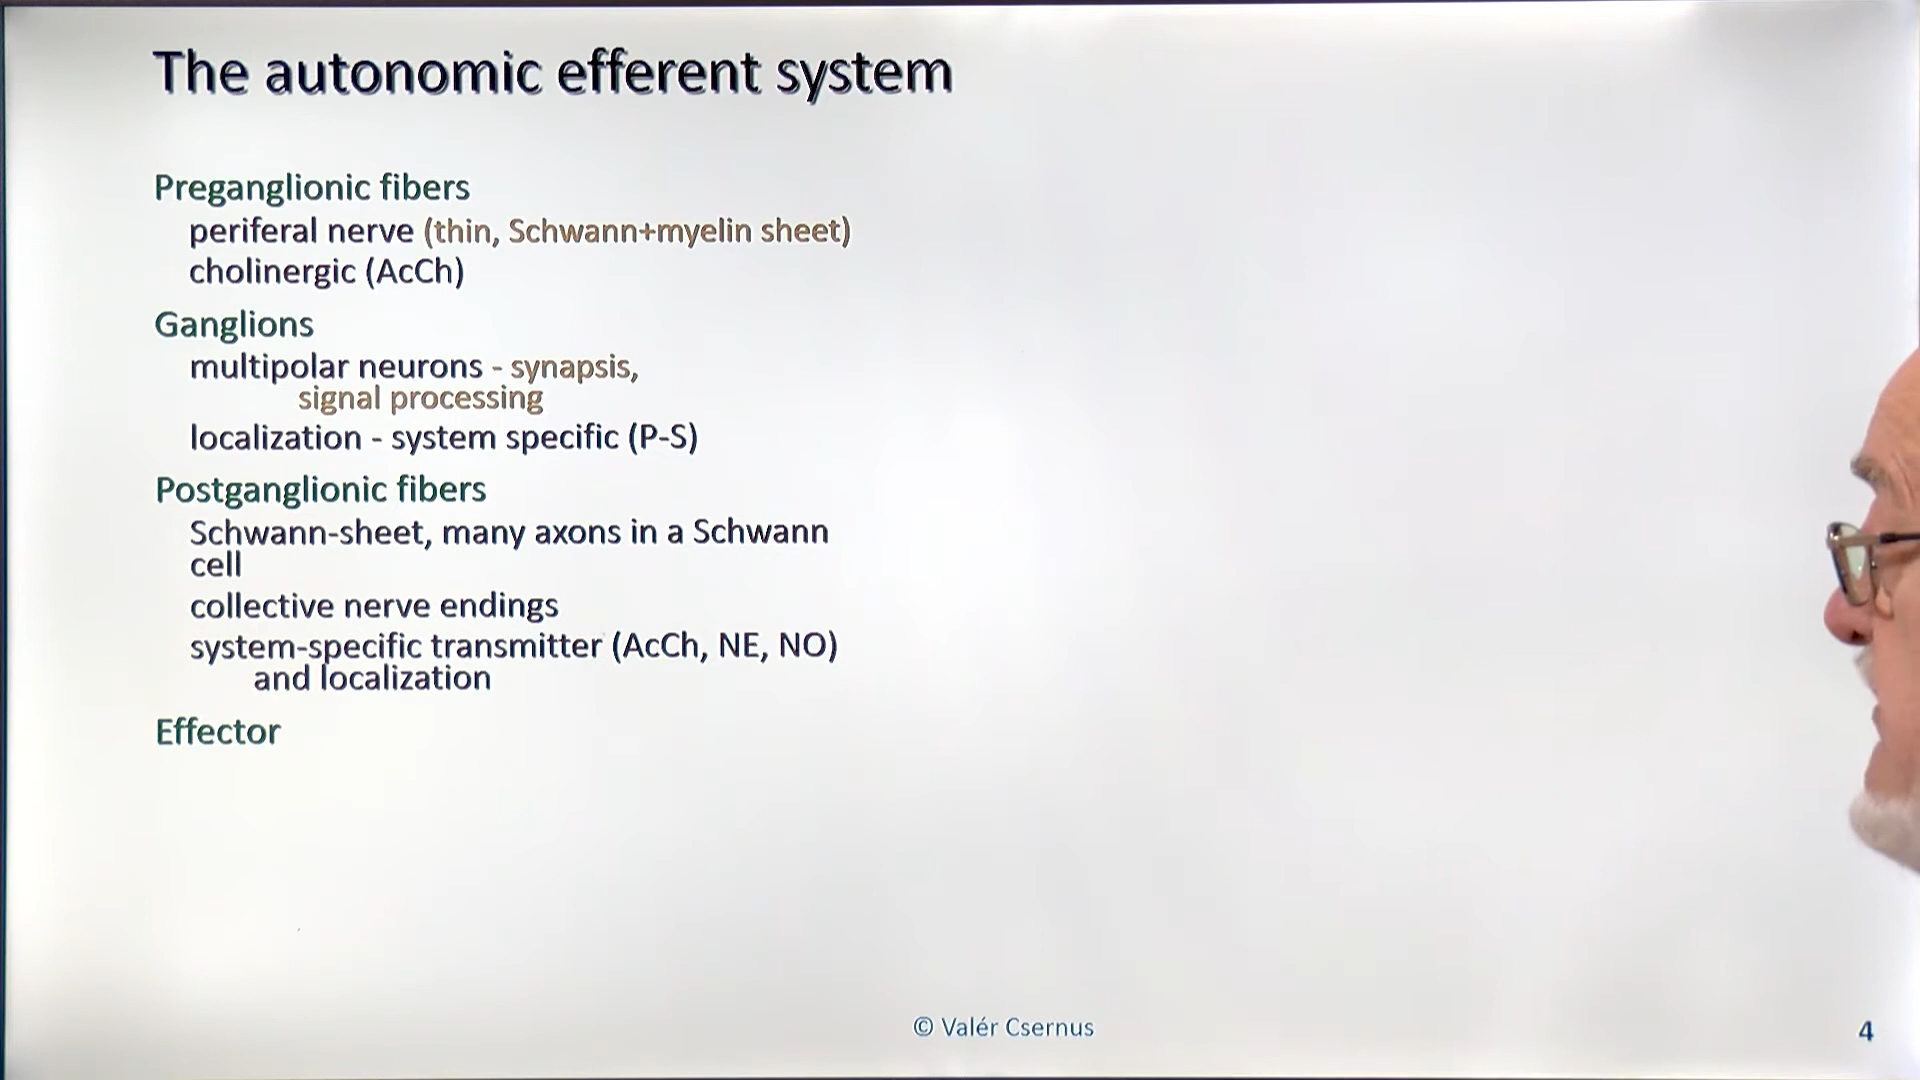 The autonomic efferent system
Preganglionic fibers
periferal nerve (thin, Schwann+myelin sheet)
cholinergic (AcCh)
Ganglions
multipolar neurons - synapsis,
signal processing
localization - system specific (P-S)
Postganglionic fibers
Schwann-sheet, many axons in a Schwann
cell
collective nerve endings
system-specific transmitter (AcCh, NE, NO)
and localization
Effector
© Valér Csernus
4